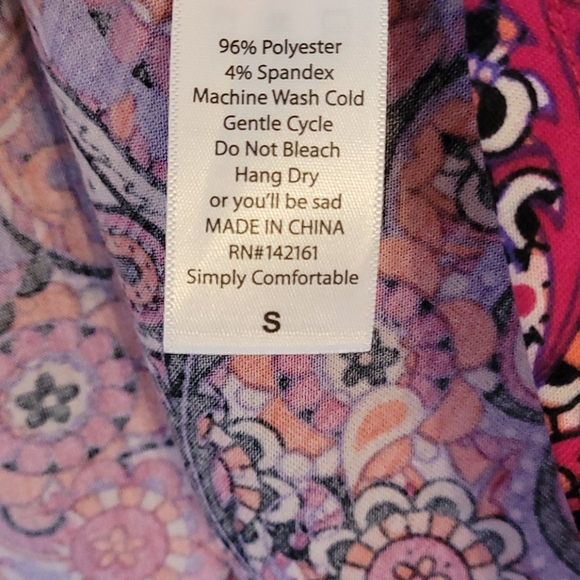 96% Polyester
4% Spandex
Machine Wash Cold
Gentle Cycle
Do Not Bleach
Hang Dry
or you'll be sad
MADE IN CHINA
RN#142161
Simply Comfortable
S